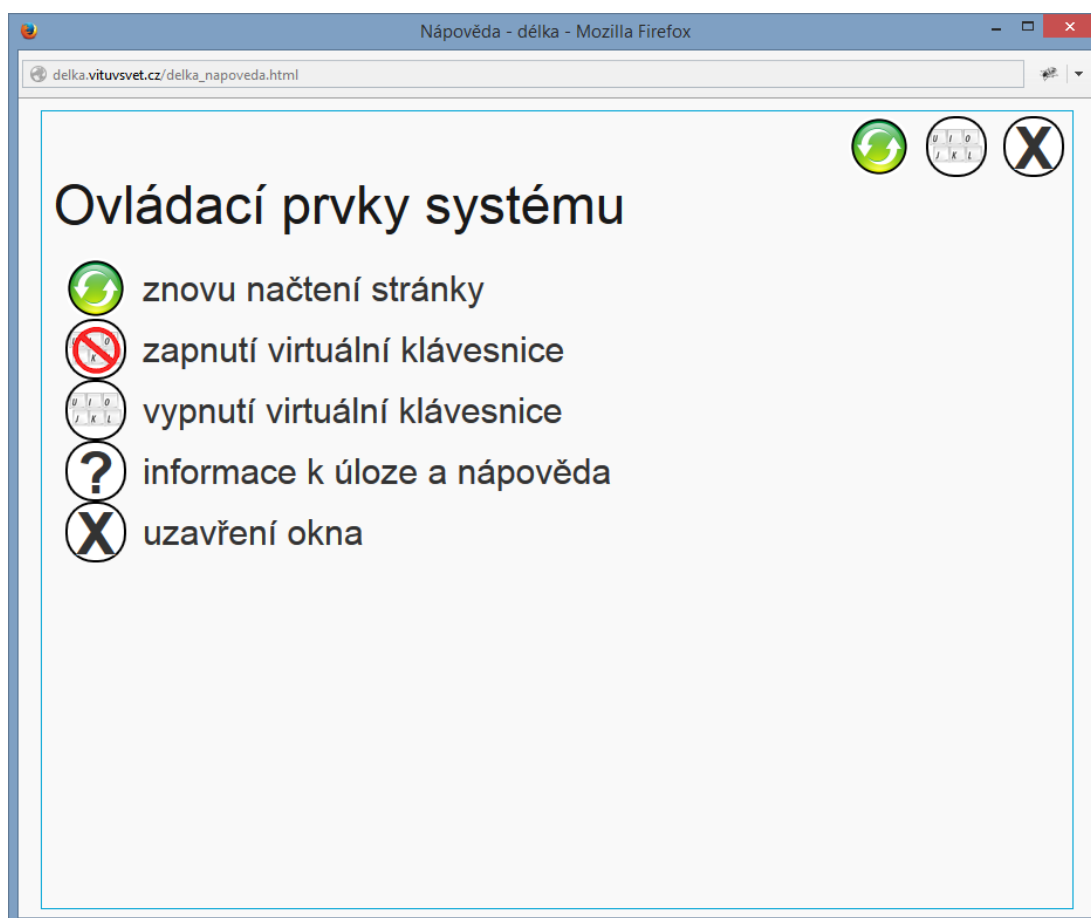 Nápověda - délka - Mozilla Firefox
delka.vituvsvet.cz/delka_napoveda.html
U I O
J K L
X
Ovládací prvky systému
znovu načtení stránky
zapnutí virtuální klávesnice
U I O
J K L
vypnutí virtuální klávesnice
? informace k úloze a nápověda
X uzavření okna